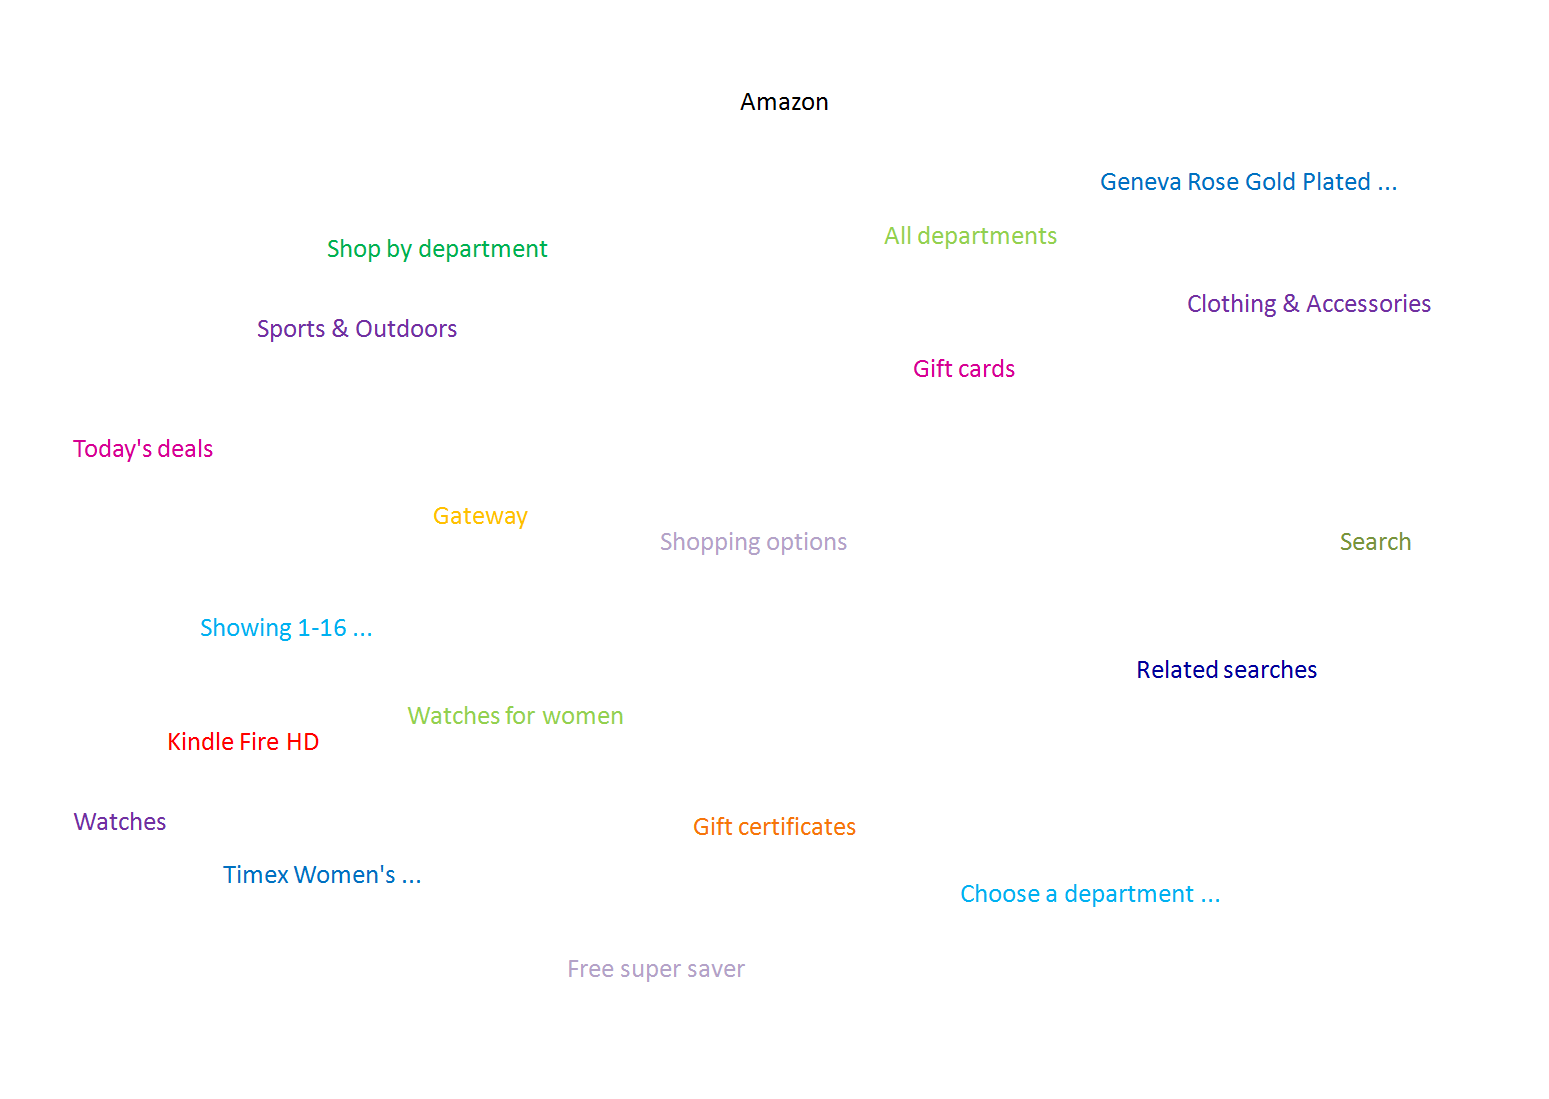 Amazon
Geneva Rose Gold Plated ...
All departments
Shop by department
Clothing & Accessories
Sports & Outdoors
Gift cards
Today's deals
Gateway
Shopping options
Search
Showing 1-16 ...
Related searches
Watches for women
Kindle Fire HD
Watches
Gift certificates
Timex Women's ...
Choose a department ...
Free super saver